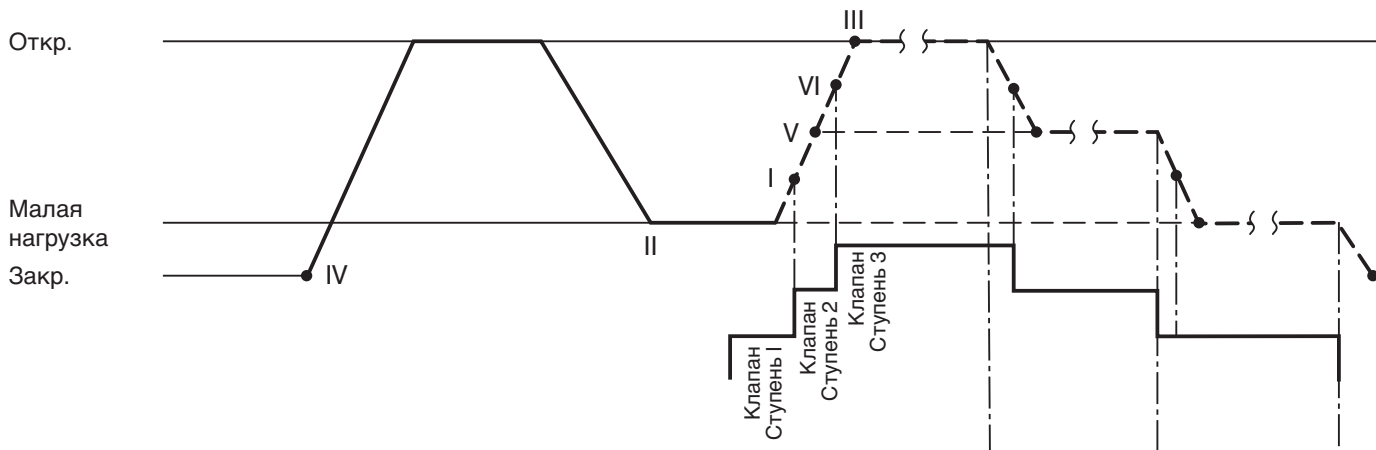 Откр.
III
VI
V
I
Малая
нагрузка
II
Закр.
IV
Клапан
Ступень I
Клапан
Ступень 2
Клапан
Ступень 3